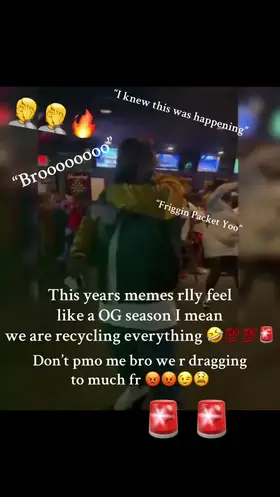 🤦🤦🔥
“I knew this was happening”
“Broooooooo”
“Friggin Packet Yoo”
This years memes rlly feel
like a OG season I mean
we are recycling everything 🤣💯💯🚨
Don’t pmo me bro we r dragging
to much fr 😡😡🤕😫
🚨 🚨